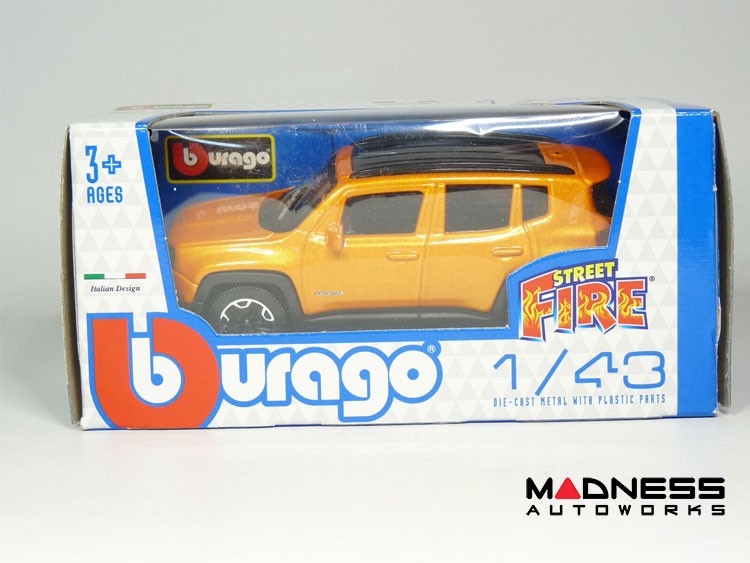 3+
AGES
burago
Italian Design
STREET
FIRE®
burago®
1/43
DIE-CAST METAL WITH PLASTIC PARTS
MADNESS
AUTOWORKS